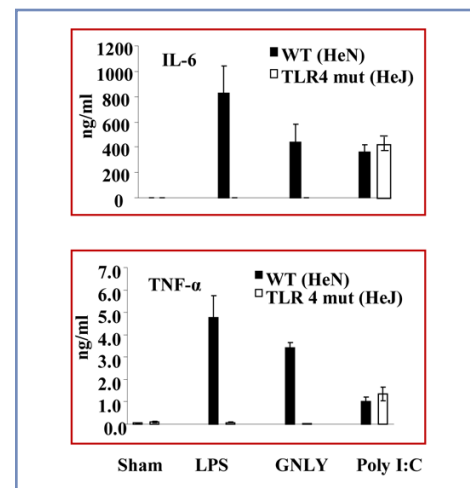 1200
1000
800
600
400
200
0
ng/ml
IL-6
WT (HeN)
TLR4 mut (HeJ)
7.0
6.0
5.0
4.0
3.0
2.0
1.0
0.0
ng/ml
TNF-α
WT (HeN)
TLR 4 mut (HeJ)
Sham LPS GNLY Poly I:C